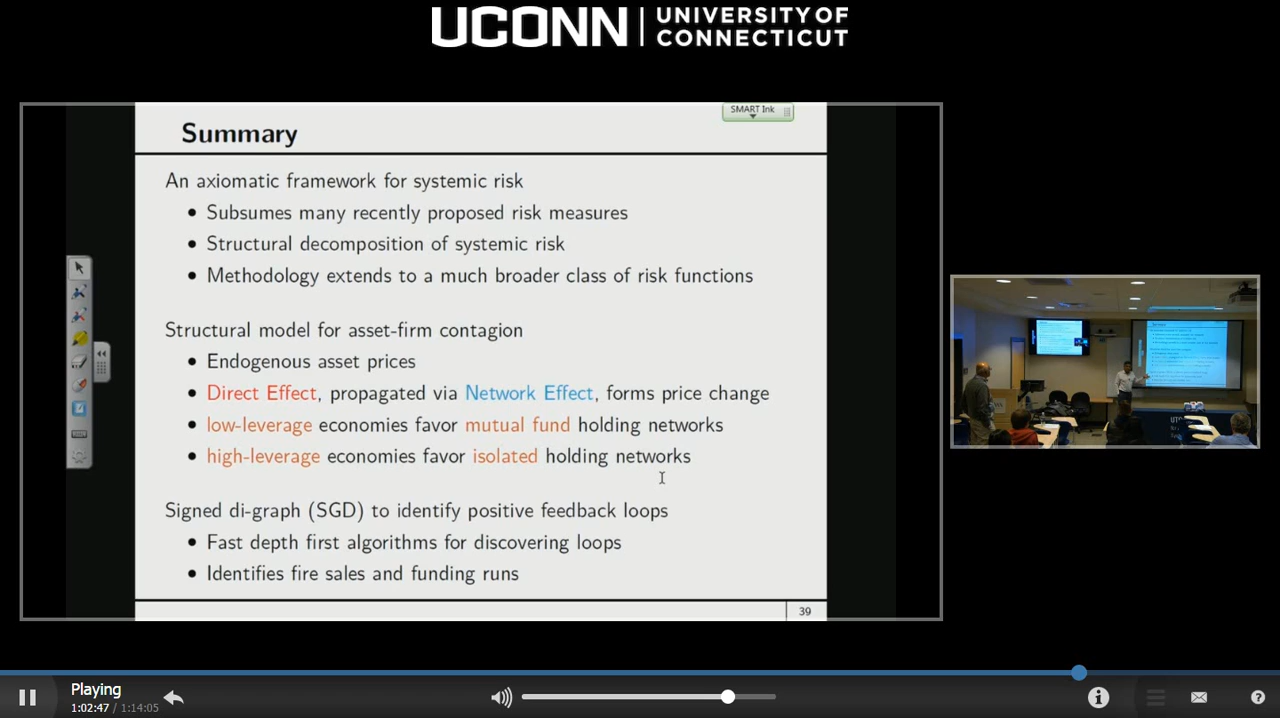 UCONN
UNIVERSITY OF
CONNECTICUT
SMART Ink
Summary
An axiomatic framework for systemic risk
• Subsumes many recently proposed risk measures
• Structural decomposition of systemic risk
• Methodology extends to a much broader class of risk functions
Structural model for asset-firm contagion
• Endogenous asset prices
• Direct Effect, propagated via Network Effect, forms price change
• low-leverage economies favor mutual fund holding networks
• high-leverage economies favor isolated holding networks
Signed di-graph (SGD) to identify positive feedback loops
• Fast depth first algorithms for discovering loops
• Identifies fire sales and funding runs
39
Playing
1:02:47 / 1:14:05